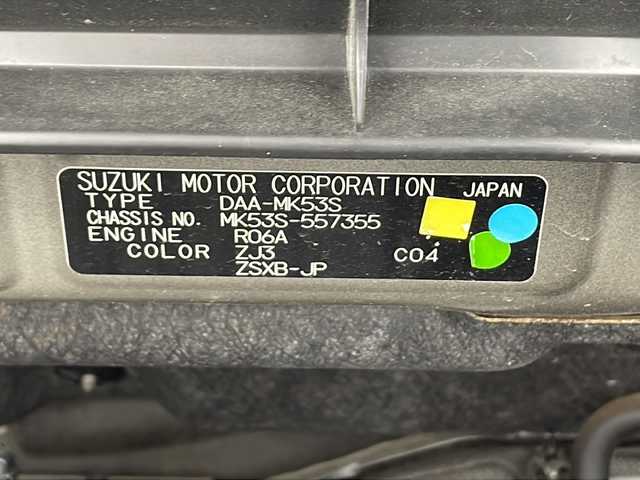 SUZUKI MOTOR CORPORATION JAPAN
TYPE DAA-MK53S
CHASSIS NO. MK53S-557355
ENGINE R06A
COLOR ZJ3 C04
ZSXB-JP